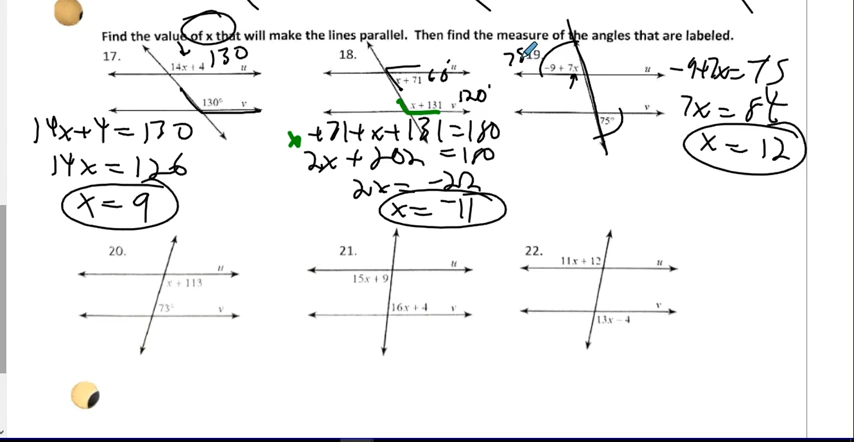 Find the value of x that will make the lines parallel. Then find the measure of the angles that are labeled.
17.
130
14x + 4
u
130°
v
14x+4=130
14x=126
x=9
18.
x + 71
60°
u
x + 131
120°
v
x+71+x+131=180
2x+202=180
2x=-22
x=-11
-9 + 7x
u
75°
v
-9+7x=75
7x=84
x=12
20.
u
x + 113
73°
v
21.
u
15x + 9
16x + 4
v
22.
11x + 12
u
v
13x - 4